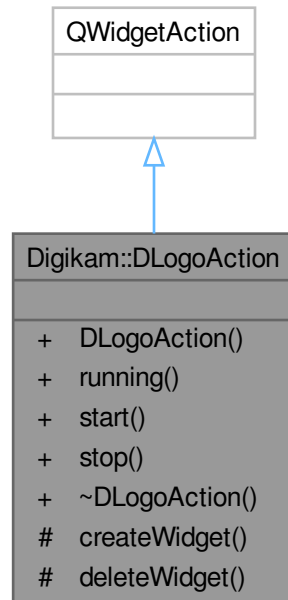 QWidgetAction
Digikam::DLogoAction
+ DLogoAction()
+ running()
+ start()
+ stop()
+ ~DLogoAction()
# createWidget()
# deleteWidget()